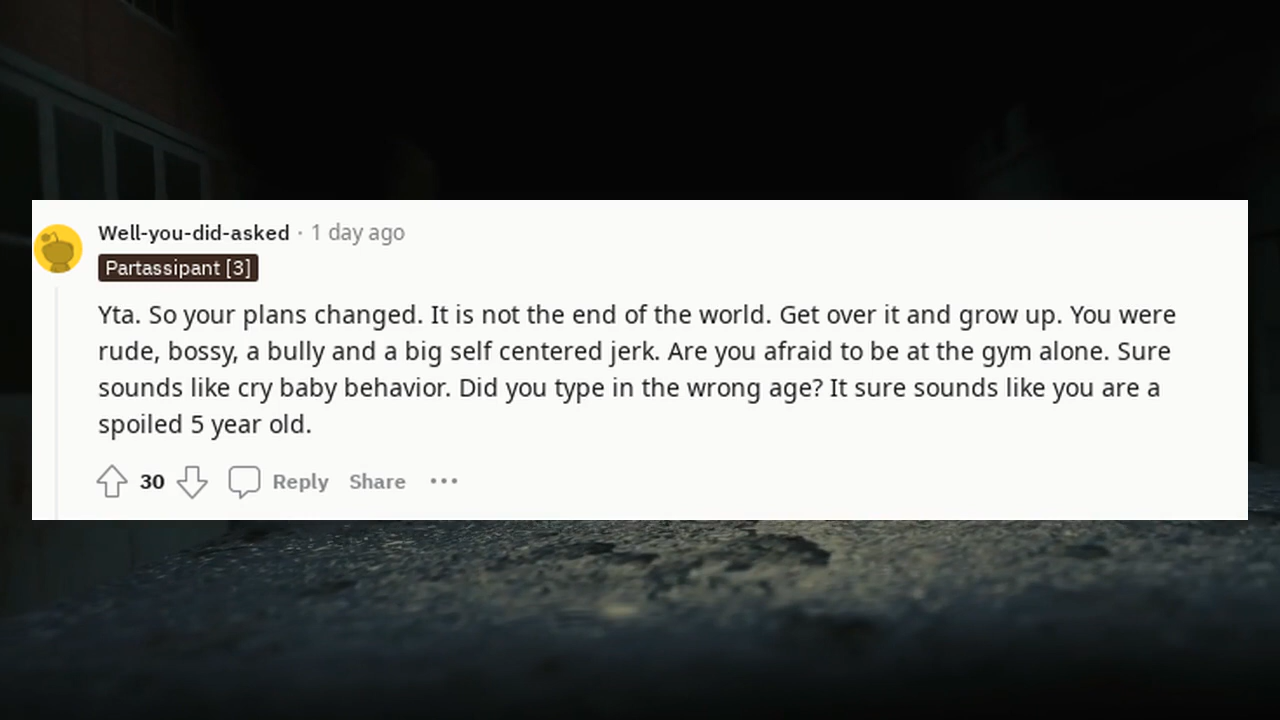 Well-you-did-asked · 1 day ago
Partassipant [3]
Yta. So your plans changed. It is not the end of the world. Get over it and grow up. You were
rude, bossy, a bully and a big self centered jerk. Are you afraid to be at the gym alone. Sure
sounds like cry baby behavior. Did you type in the wrong age? It sure sounds like you are a
spoiled 5 year old.
30 Reply Share •••